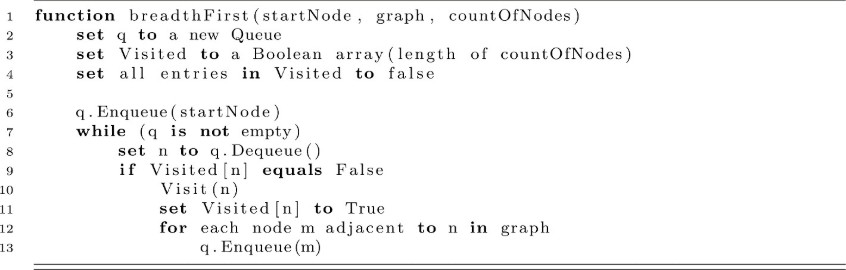 1 function breadthFirst(startNode, graph, countOfNodes)
2 set q to a new Queue
3 set Visited to a Boolean array(length of countOfNodes)
4 set all entries in Visited to false
5
6 q.Enqueue(startNode)
7 while (q is not empty)
8 set n to q.Dequeue()
9 if Visited[n] equals False
10 Visit(n)
11 set Visited[n] to True
12 for each node m adjacent to n in graph
13 q.Enqueue(m)